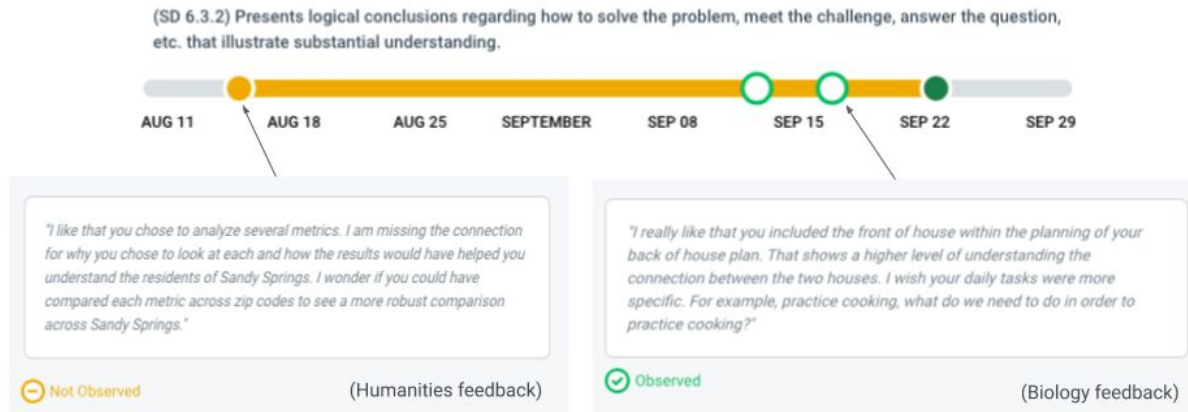 (SD 6.3.2) Presents logical conclusions regarding how to solve the problem, meet the challenge, answer the question,
etc. that illustrate substantial understanding.
AUG 11 AUG 18 AUG 25 SEPTEMBER SEP 08 SEP 15 SEP 22 SEP 29
"I like that you chose to analyze several metrics. I am missing the connection
for why you chose to look at each and how the results would have helped you
understand the residents of Sandy Springs. I wonder if you could have
compared each metric across zip codes to see a more robust comparison
across Sandy Springs."
Not Observed (Humanities feedback)
"I really like that you included the front of house within the planning of your
back of house plan. That shows a higher level of understanding the
connection between the two houses. I wish your daily tasks were more
specific. For example, practice cooking, what do we need to do in order to
practice cooking?"
Observed (Biology feedback)